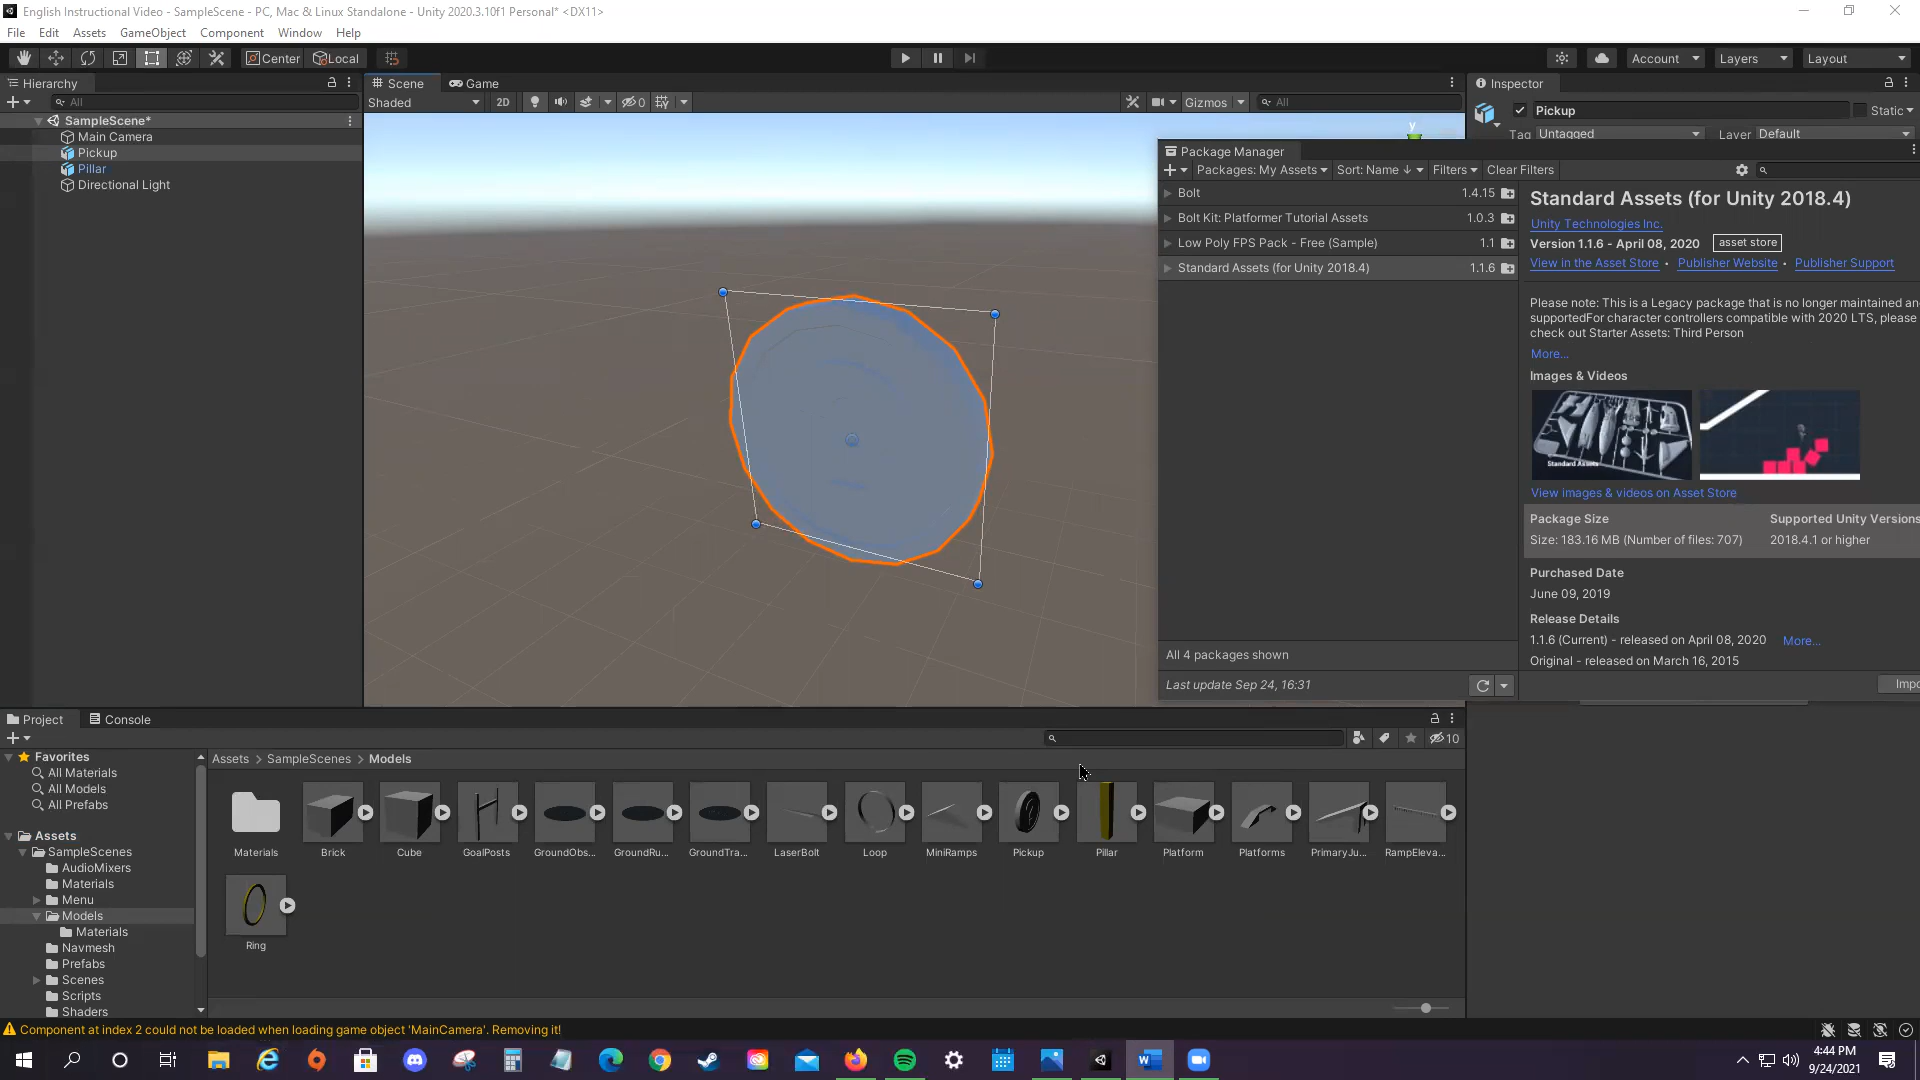 English Instructional Video - SampleScene - PC, Mac & Linux Standalone - Unity 2020.3.10f1 Personal* <DX11>
File Edit Assets GameObject Component Window Help
Center Local Account Layers Layout
Hierarchy
All
SampleScene*
Main Camera
Pickup
Pillar
Directional Light
Scene Game
Shaded 2D 0 Gizmos All
y
Inspector
Pickup Static
Tag Untagged Layer Default
Package Manager
Packages: My Assets Sort: Name ↓ Filters Clear Filters
Bolt 1.4.15
Bolt Kit: Platformer Tutorial Assets 1.0.3
Low Poly FPS Pack - Free (Sample) 1.1
Standard Assets (for Unity 2018.4) 1.1.6
All 4 packages shown
Last update Sep 24, 16:31
Standard Assets (for Unity 2018.4)
Unity Technologies Inc.
Version 1.1.6 - April 08, 2020 asset store
View in the Asset Store • Publisher Website • Publisher Support
Please note: This is a Legacy package that is no longer maintained an
supportedFor character controllers compatible with 2020 LTS, please
check out Starter Assets: Third Person
More...
Images & Videos
Standard Assets
View images & videos on Asset Store
Package Size Supported Unity Versions
Size: 183.16 MB (Number of files: 707) 2018.4.1 or higher
Purchased Date
June 09, 2019
Release Details
1.1.6 (Current) - released on April 08, 2020 More...
Original - released on March 16, 2015
Impo
Project Console
10
Favorites
All Materials
All Models
All Prefabs
Assets
SampleScenes
AudioMixers
Materials
Menu
Models
Materials
Navmesh
Prefabs
Scenes
Scripts
Shaders
Assets > SampleScenes > Models
Materials Brick Cube GoalPosts GroundObs... GroundRu... GroundTra... LaserBolt Loop MiniRamps Pickup Pillar Platform Platforms PrimaryJu... RampEleva...
Ring
Component at index 2 could not be loaded when loading game object 'MainCamera'. Removing it!
4:44 PM
9/24/2021